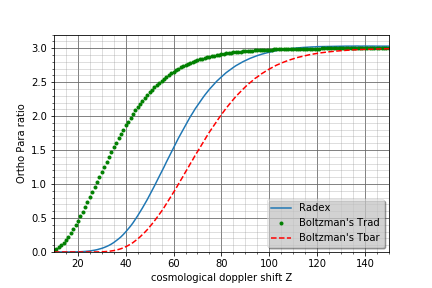 3.0
2.5
2.0
1.5
1.0
0.5
0.0
Ortho Para ratio
Radex
Boltzman's Trad
Boltzman's Tbar
20 40 60 80 100 120 140
cosmological doppler shift Z